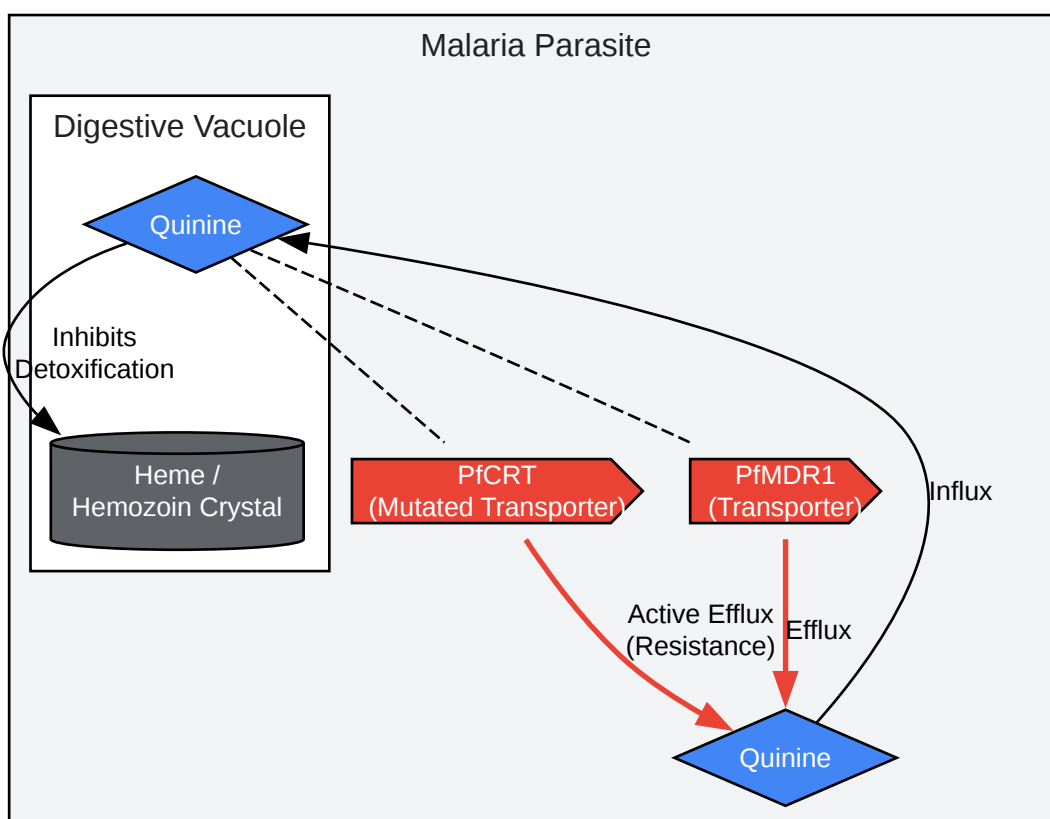 Malaria Parasite
Digestive Vacuole
Quinine
Inhibits
Detoxification
Heme /
Hemozoin Crystal
PfCRT
(Mutated Transporter)
PfMDR1
(Transporter)
Influx
Active Efflux
(Resistance)
Efflux
Quinine